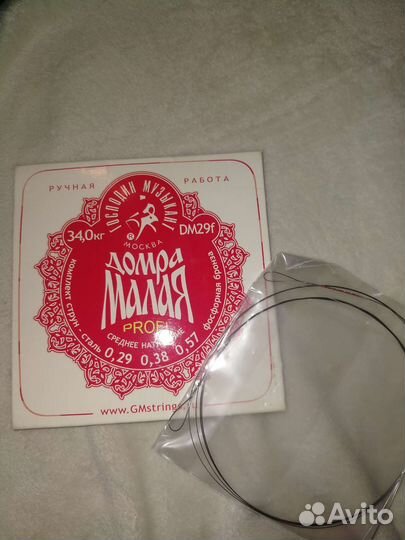 РУЧНАЯ РАБОТА
ГОСПОДИН МУЗЫКАНТ
®
МОСКВА
34,0кг DM29f
ДОМРА
МАЛАЯ
PROFI
СРЕДНЕЕ
КОМПЛЕКТ СТРУН • СТАЛЬ 0,29 0,38 0,57 ФОСФОРНАЯ БРОНЗА
www.GMstrings.
Avito